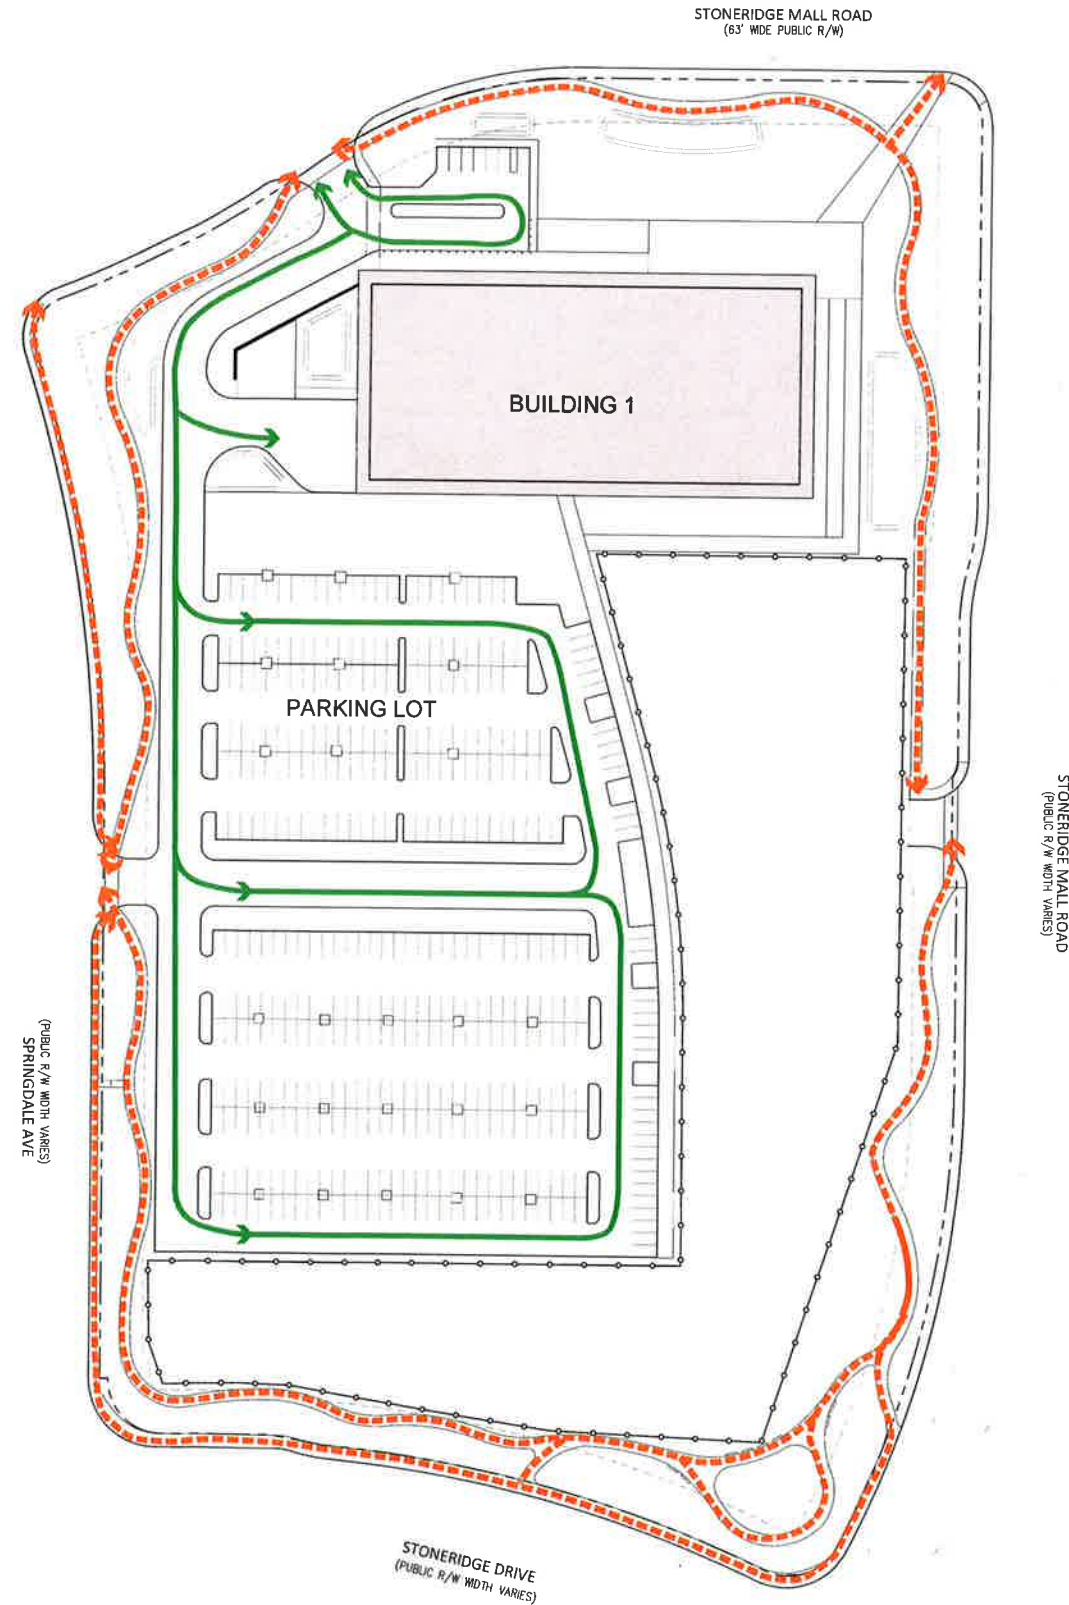 STONERIDGE MALL ROAD
(63' WIDE PUBLIC R/W)
BUILDING 1
PARKING LOT
STONERIDGE MALL ROAD
(PUBLIC R/W WIDTH VARIES)
(PUBLIC R/W WIDTH VARIES)
SPRINGDALE AVE
STONERIDGE DRIVE
(PUBLIC R/W WIDTH VARIES)